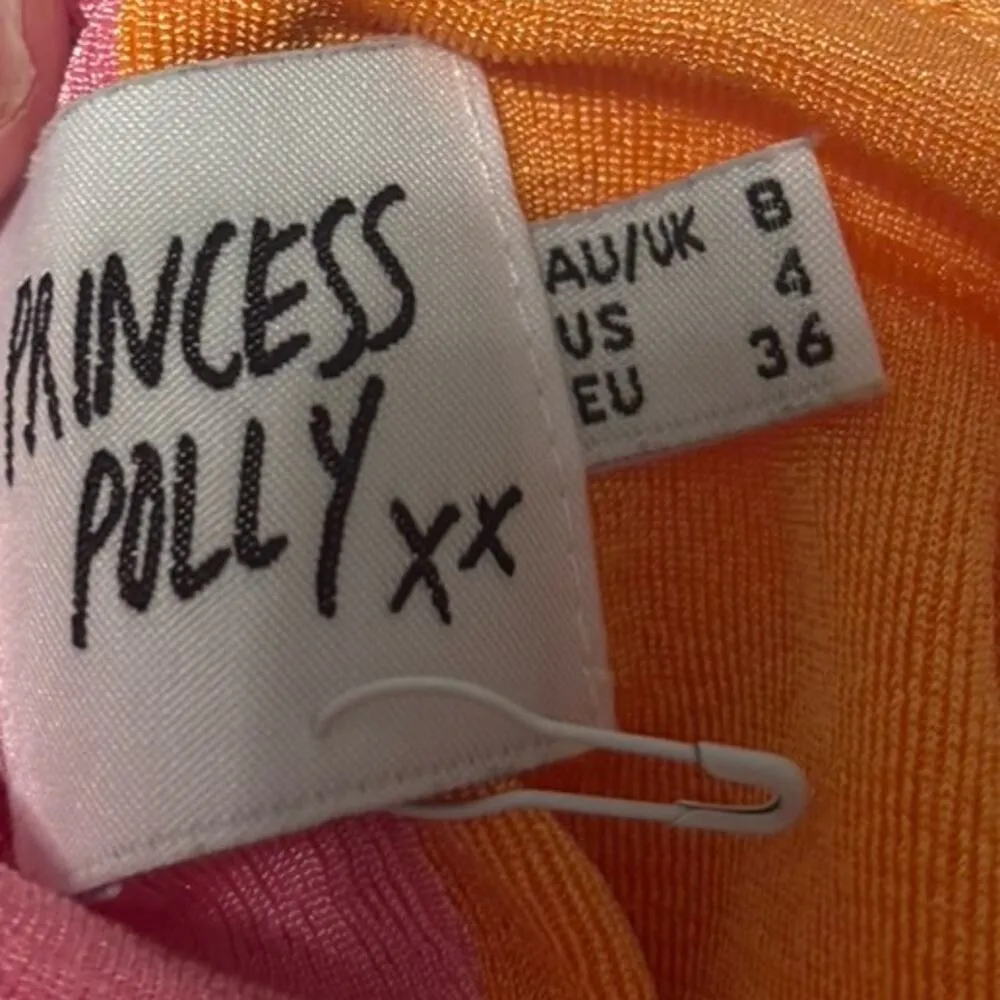 PRINCESS
POLLY xx
AU/UK 8
US 4
EU 36